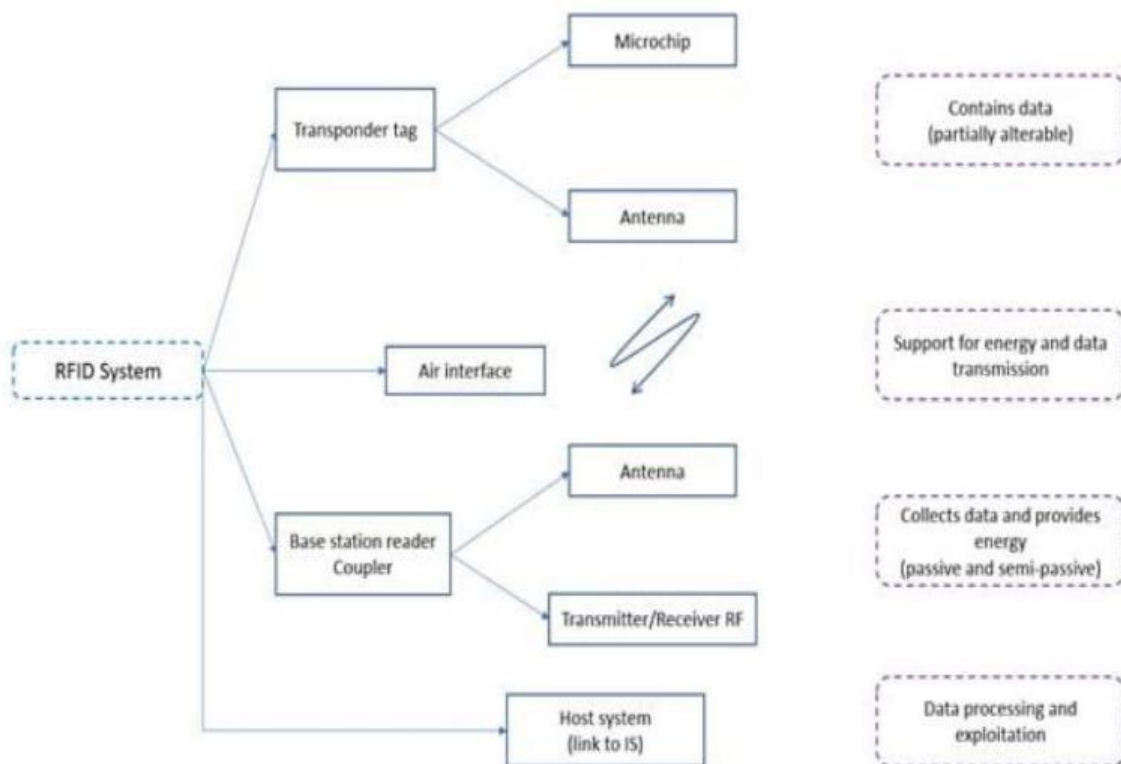 Microchip
Contains data
(partially alterable)
Transponder tag
Antenna
RFID System
Air interface
Support for energy and data
transmission
Antenna
Base station reader
Coupler
Collects data and provides
energy
(passive and semi-passive)
Transmitter/Receiver RF
Host system
(link to IS)
Data processing and
exploitation